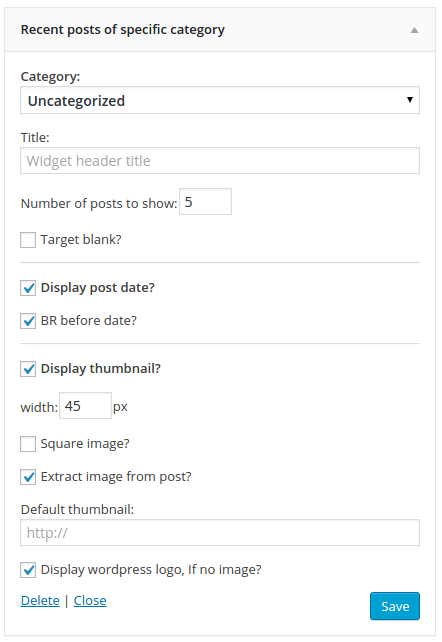 Recent posts of specific category
Category:
Uncategorized
Title:
Widget header title
Number of posts to show: 5
Target blank?
Display post date?
BR before date?
Display thumbnail?
width: 45 px
Square image?
Extract image from post?
Default thumbnail:
http://
Display wordpress logo, If no image?
Delete | Close Save